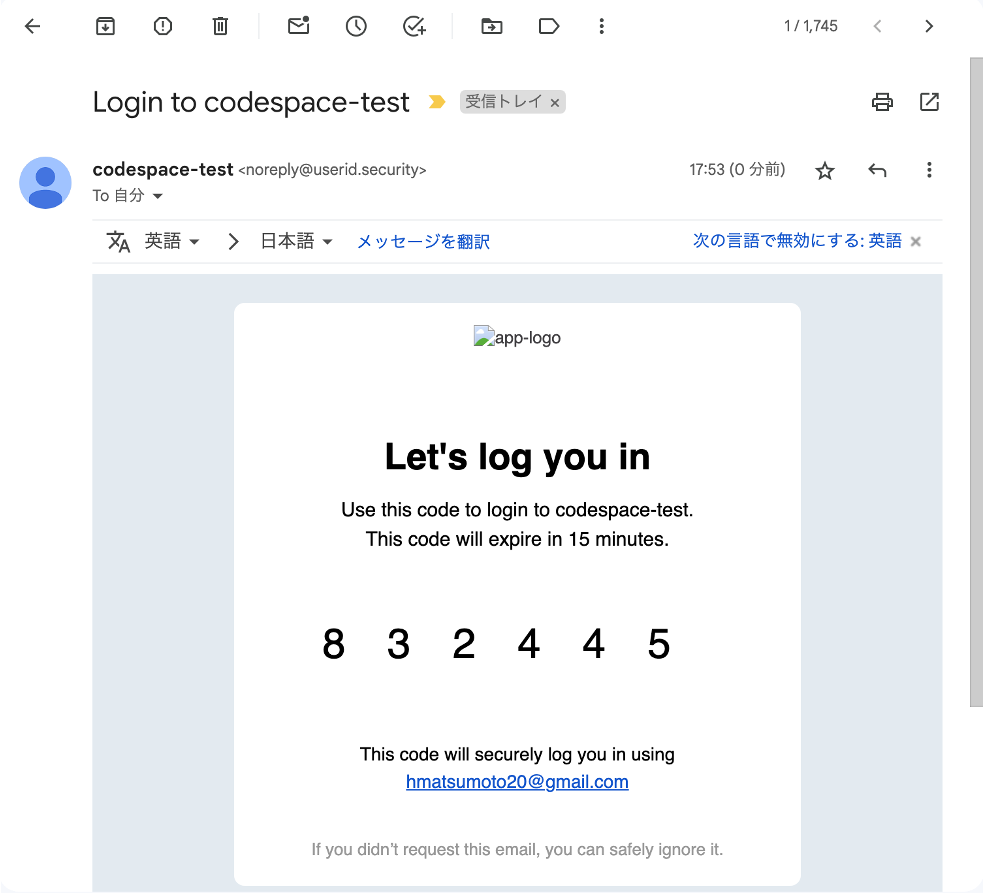 1 / 1,745
Login to codespace-test 受信トレイ ×
codespace-test <noreply@userid.security> 17:53 (0 分前)
To 自分
英語 日本語 メッセージを翻訳 次の言語で無効にする: 英語 ×
app-logo
Let's log you in
Use this code to login to codespace-test.
This code will expire in 15 minutes.
8 3 2 4 4 5
This code will securely log you in using
hmatsumoto20@gmail.com
If you didn’t request this email, you can safely ignore it.